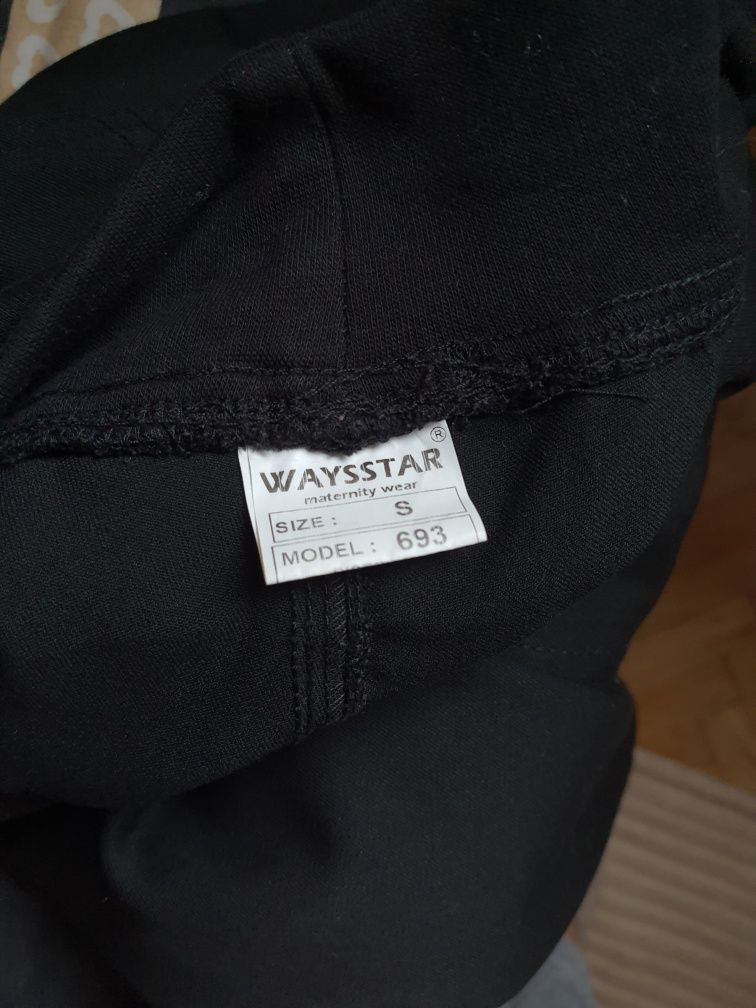 WAYSSTAR ®
maternity wear
SIZE : S
MODEL : 693